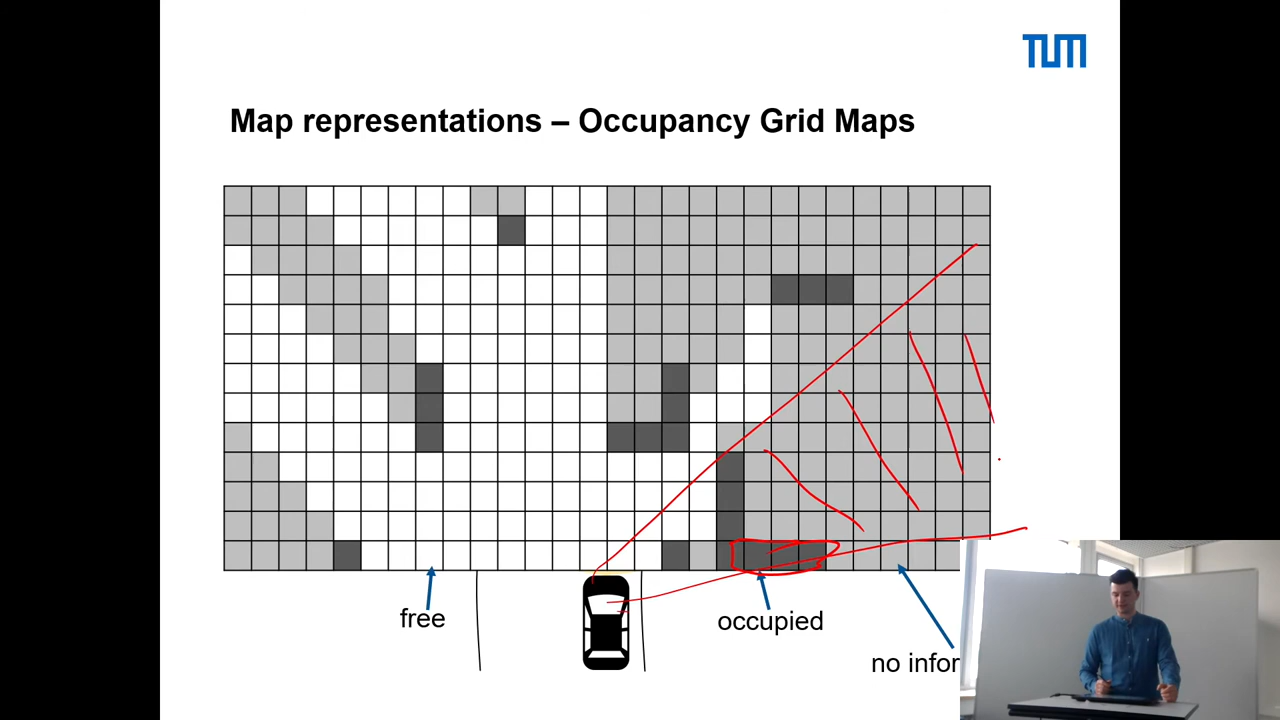 TUM
Map representations – Occupancy Grid Maps
free
occupied
no infor